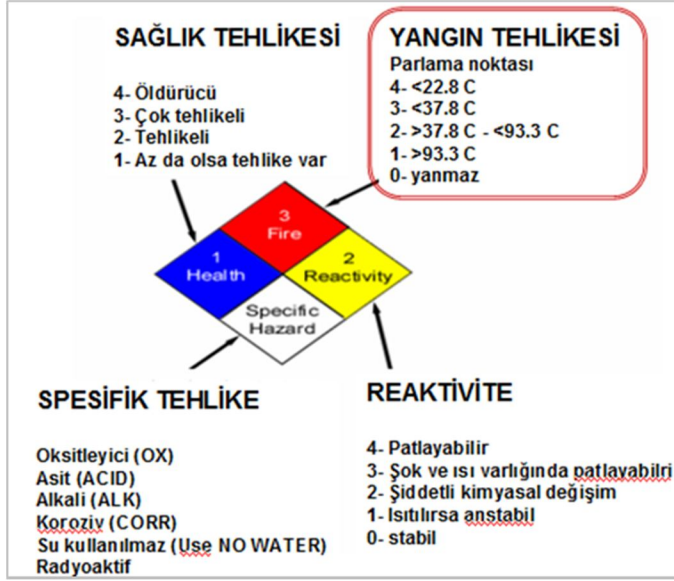 SAĞLIK TEHLİKESİ
4- Öldürücü
3- Çok tehlikeli
2- Tehlikeli
1- Az da olsa tehlike var
YANGIN TEHLİKESİ
Parlama noktası
4- <22.8 C
3- <37.8 C
2- >37.8 C - <93.3 C
1- >93.3 C
0- yanmaz
3
Fire
1
Health
2
Reactivity
Specific
Hazard
SPESİFİK TEHLİKE
Oksitleyici (OX)
Asit (ACID)
Alkali (ALK)
Koroziv (CORR)
Su kullanılmaz (Use NO WATER)
Radyoaktif
REAKTİVİTE
4- Patlayabilir
3- Şok ve ısı varlığında patlayabilri
2- Şiddetli kimyasal değişim
1- Isıtılırsa anstabil
0- stabil